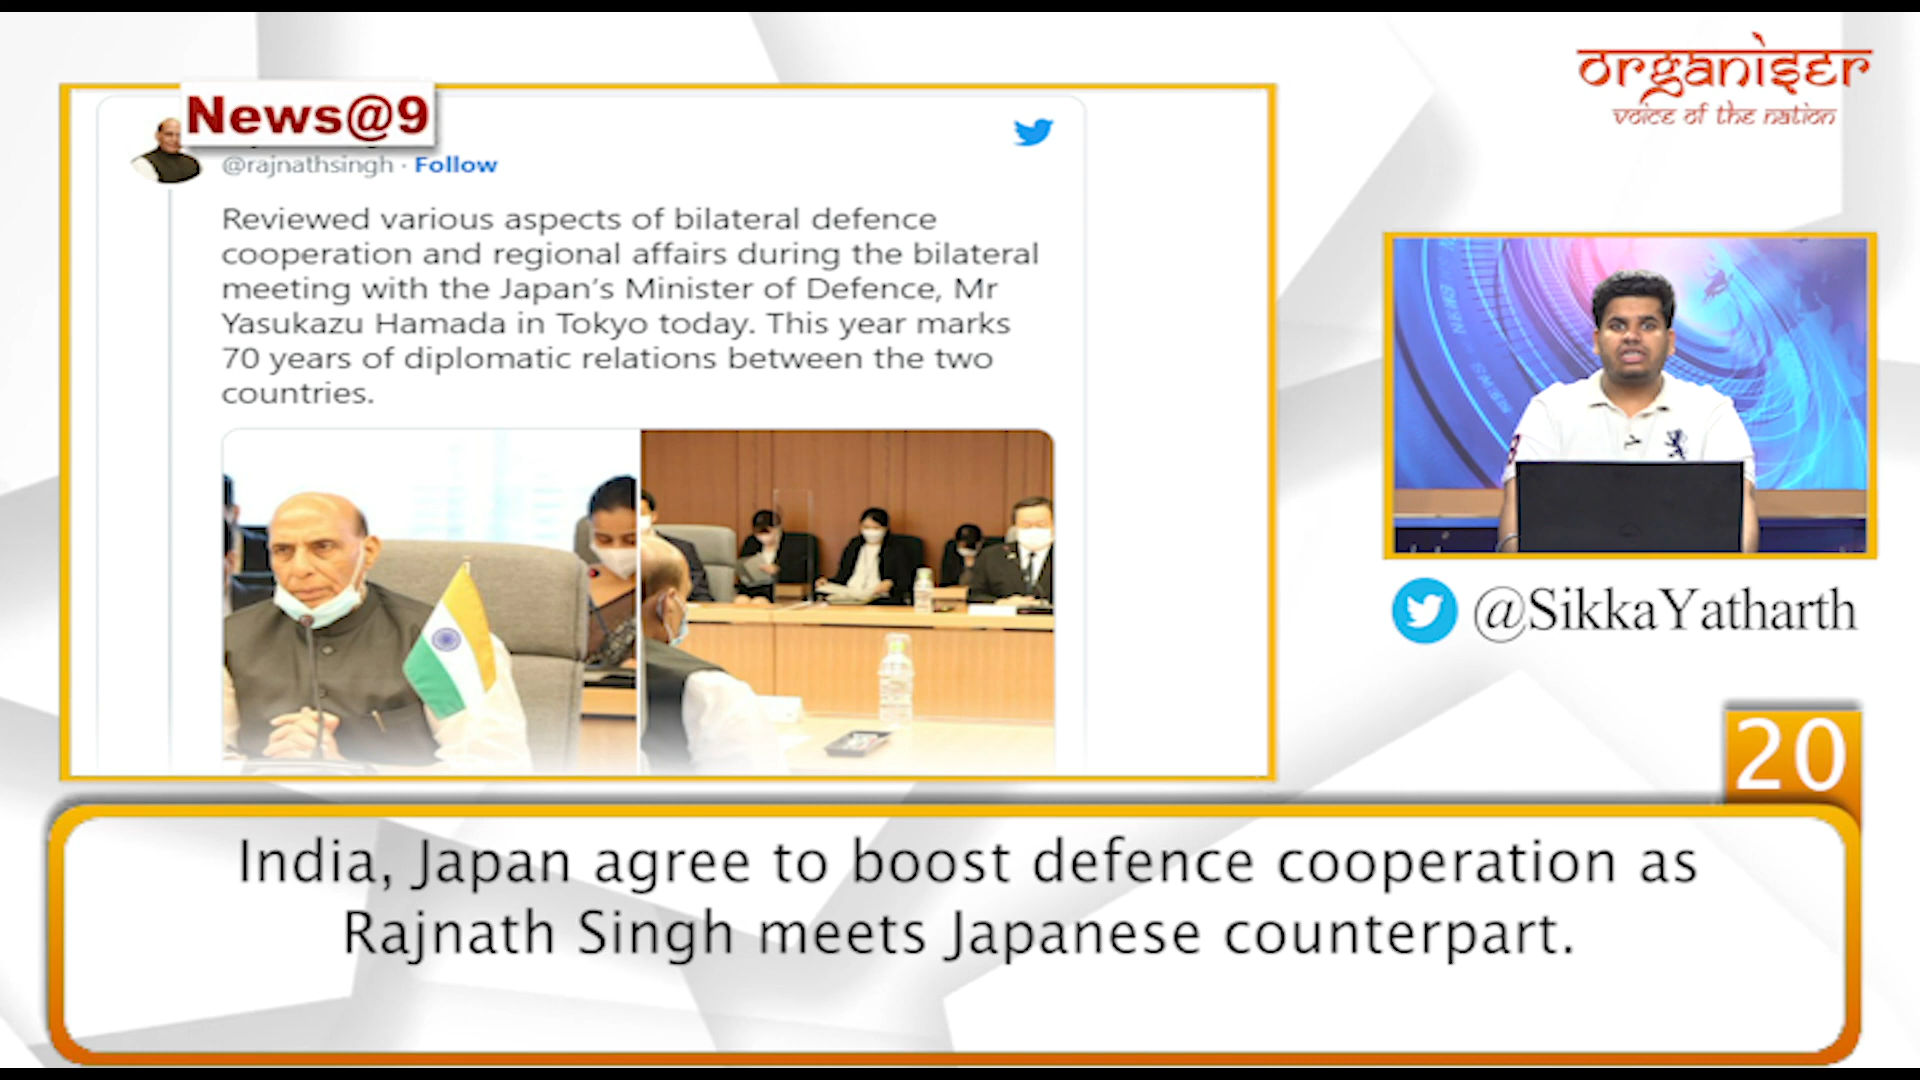 News@9
organiser
voice of the nation
@rajnathsingh · Follow
Reviewed various aspects of bilateral defence
cooperation and regional affairs during the bilateral
meeting with the Japan's Minister of Defence, Mr
Yasukazu Hamada in Tokyo today. This year marks
70 years of diplomatic relations between the two
countries.
NEWS
@SikkaYatharth
20
India, Japan agree to boost defence cooperation as
Rajnath Singh meets Japanese counterpart.